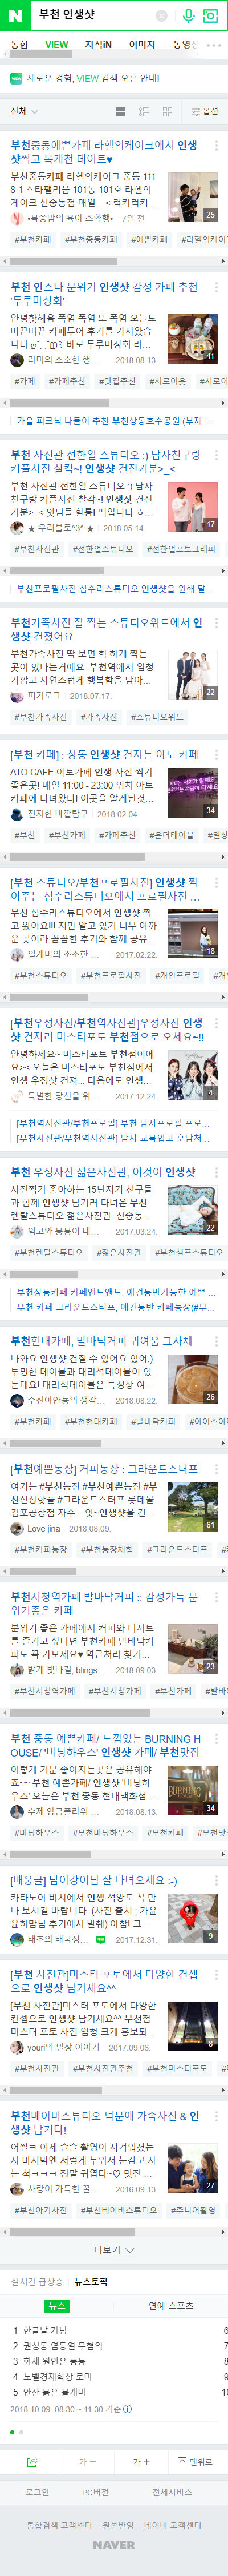 N 부천 인생샷
통합 VIEW 지식iN 이미지 동영상
새로운 경험, VIEW 검색 오픈 안내!
전체 옵션
부천중동예쁜카페 라헬의케이크에서 인생
샷찍고 복개천 데이트♥
부천중동카페 라헬의케이크 중동 111
8-1 스타팰리움 101동 101호 라헬의
케이크 신중동점 매일... < 럭키럭키...
•복쑹맘의 육아 소확행• 7일 전
25
#부천카페 #부천중동카페 #예쁜카페 #라헬의케이
부천 인스타 분위기 인생샷 감성 카페 추천
'두루미상회'
안녕핫헤욤 폭염 폭염 또 폭염 오늘도
따끈따끈 카페투어 후기를 가져왔습
니다 바로 두루미상회 라...
리미의 소소한 행... 2018.08.13.
11
#카페 #카페추천 #맛집추천 #서로이웃 #서로이
가을 피크닉 나들이 추천 부천상동호수공원 (부제 :...
부천 사진관 전한열 스튜디오 :) 남자친구랑
커플사진 찰칵~! 인생샷 건진기분>_<
부천 사진관 전한열 스튜디오 :) 남자
친구랑 커플사진 찰칵~! 인생샷 건진
기분>_< 잇님들 할룽! 띄입니다 ㅎ...
★ 우리블로^3^ ★ 2018.05.14.
17
#부천사진관 #전한열스튜디오 #전한열포토그래피
부천프로필사진 심수리스튜디오 인생샷을 원해 달...
부천가족사진 잘 찍는 스튜디오위드에서 인
생샷 건졌어요
부천가족사진 딱 보면 헉 하게 찍는
곳이 있다는거예요. 부천역에서 엄청
가깝고 자연스럽게 행복함을 담아...
피기로그 2018.07.17.
22
#부천가족사진 #가족사진 #스튜디오위드
[부천 카페] : 상동 인생샷 건지는 아토 카페
ATO CAFE 아토카페 인생 사진 찍기
좋은곳! 매일 11:00 - 23:00 위치 아토
카페에 다녀왔다! 이곳을 알게된것...
진지한 바깥탐구 2018.02.04.
34
#부천 #부천카페 #카페추천 #온더테이블 #일상
[부천 스튜디오/부천프로필사진] 인생샷 찍
어주는 심수리스튜디오에서 프로필사진 ...
부천 심수리스튜디오에서 인생샷 찍
고 왔어요!!! 저만 알고 있기 너무 아까
운 곳이라 꼼꼼한 후기와 함께 공유...
일개미의 소소한 ... 2017.02.22.
18
#부천스튜디오 #부천프로필사진 #개인프로필 #개인
[부천우정사진/부천역사진관]우정사진 인생
샷 건지러 미스터포토 부천점으로 오세요~!!
안녕하세요~ 미스터포토 부천점이에
요>< 오늘은 미스터포토 부천점에서
인생 우정샷 건져... 다음에도 인생...
특별한 당신을 위... 2017.12.24.
4
[부천역사진관/부천프로필] 부천 남자프로필 프로...
[부천사진관/부천역사진관] 남자 교복입고 훈남처...
부천 우정사진 젊은사진관, 이것이 인생샷
사진찍기 좋아하는 15년지기 친구들
과 함께 인생샷 남기러 다녀온 부천
렌탈스튜디오 젊은사진관. 신중동...
임고와 웅웅이 대... 2017.03.24.
22
#부천렌탈스튜디오 #젊은사진관 #부천셀프스튜디오
부천상동카페 카페엔드앤드, 애견동반가능한 예쁜 ...
부천 카페 그라운드스터프, 애견동반 카페농장(#부...
부천현대카페, 발바닥커피 귀여움 그자체
나와요 인생샷 건질 수 있어요 있어:)
투명한 테이블과 대리석테이블이 있
는데요! 대리석테이블은 특성상 여...
수진아안농의 생각... 2018.08.22.
26
#부천카페 #부천현대카페 #발바닥커피 #아이스아메
[부천예쁜농장] 커피농장 : 그라운드스터프
여기는 #부천농장 #부천예쁜농장 #부
천신상핫플 #그라운드스터프 롯데몰
김포공항점 자주... 앗~인생샷을 건...
Love jina 2018.08.09.
61
#부천커피농장 #부천농장체험 #그라운드스터프
부천시청역카페 발바닥커피 :: 감성가득 분
위기좋은 카페
분위기 좋은 카페에서 커피와 디저트
를 즐기고 싶다면 부천카페 발바닥커
피도 꼭 가보세요♥ 역근처라 찾기...
밝게 빛나길, blings... 2018.09.03.
23
#부천시청역카페 #부천시청카페 #부천카페 #발바
부천 중동 예쁜카페/ 느낌있는 BURNING H
OUSE/ '버닝하우스' 인생샷 카페/ 부천맛집
이렇게 기분 좋아지는곳은 공유해야
죠~~ 부천 예쁜카페/ 인생샷 '버닝하
우스' 오늘은 부천 중동 현대백화점 ...
수제 앙금플라워 ... 2018.08.13.
34
#버닝하우스 #부천버닝하우스 #부천카페 #부천맛집
[배웅글] 담이강이님 잘 다녀오세요 :-)
카타노아 비치에서 인생 석양도 꼭 만
나 보시길 바랍니다. (사진 출처 ; 가윤
윤하맘님 후기에서 발췌) 아참! 그...
태초의 태국정... 2017.12.31.
9
[부천 사진관]미스터 포토에서 다양한 컨셉
으로 인생샷 남기세요^^
[부천 사진관]미스터 포토에서 다양한
컨셉으로 인생샷 남기세요^^ 부천점
미스터 포토 사진 엄청 크게 홍보되...
youri의 일상 이야기 2017.09.06.
6
#부천사진관 #부천사진관추천 #부천미스터포토
부천베이비스튜디오 덕분에 가족사진 & 인
생샷 남기다!
어쩔ㅋ 이제 슬슬 촬영이 지겨워졌는
지 마지막엔 저렇게 누워서 눈감고 자
는 척ㅋㅋㅋ 정말 귀엽다~♡ 멋진 ...
사랑이 가득한 꿀... 2016.09.13.
27
#부천아기사진 #부천베이비스튜디오 #주니어촬영
더보기
실시간 급상승 뉴스토픽
뉴스 연예·스포츠
1 한글날 기념
2 권성동 염동열 무혐의
3 화재 원인은 풍등
4 노벨경제학상 로머
5 안산 붉은 불개미
2018.10.09. 08:30 ~ 11:30 기준
가 - 가 + 맨위로
로그인 PC버전 전체서비스
통합검색 고객센터 원본반영 네이버 고객센터
NAVER